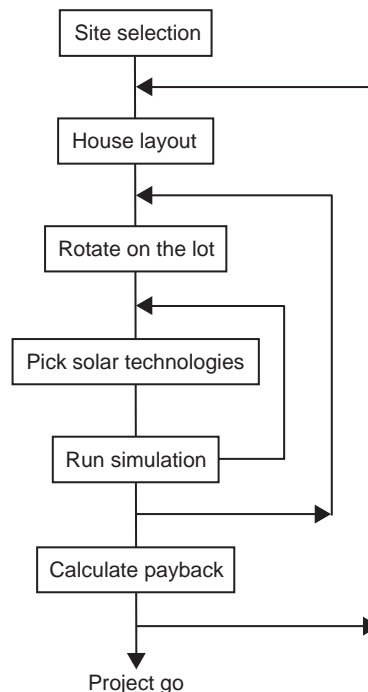 Site selection
House layout
Rotate on the lot
Pick solar technologies
Run simulation
Calculate payback
Project go